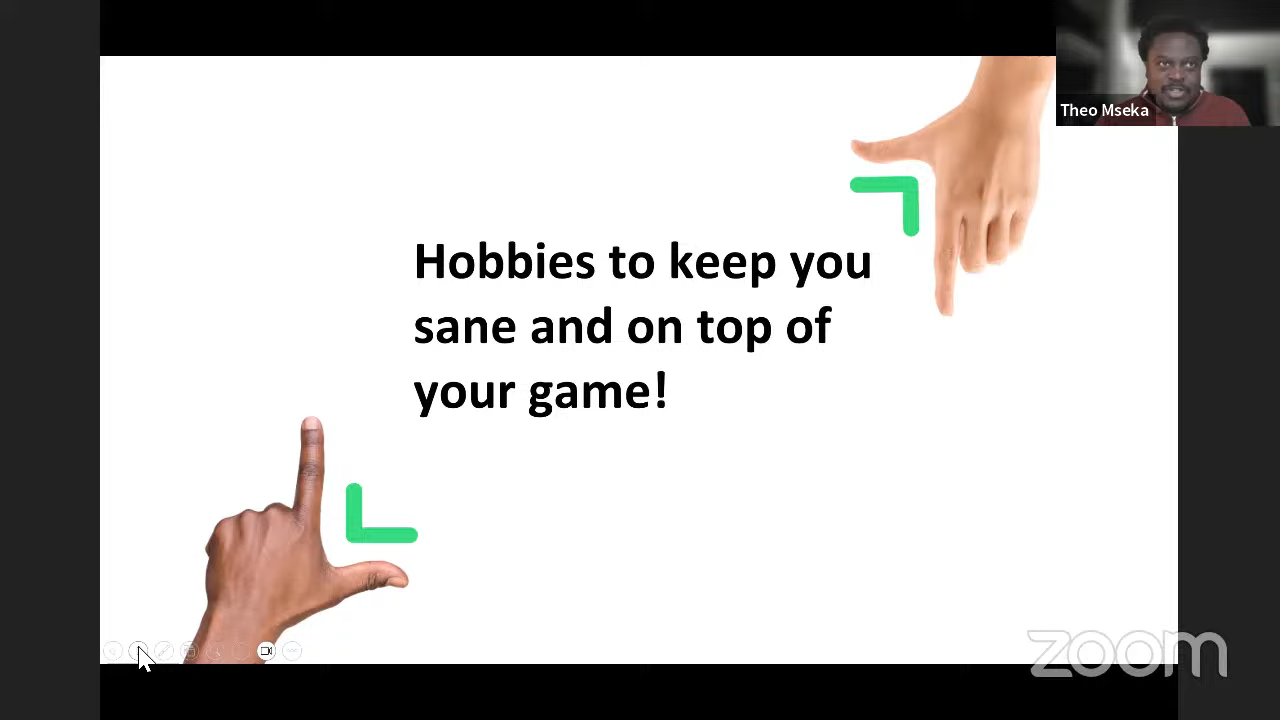 Theo Mseka
Hobbies to keep you
sane and on top of
your game!
zoom